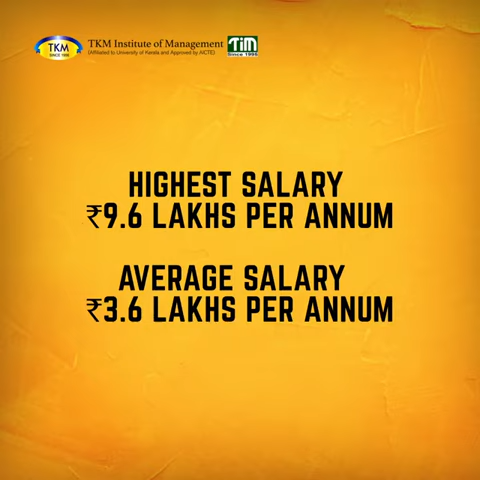 TKM
SINCE 1995
TKM Institute of Management
(Affiliated to University of Kerala and Approved by AICTE)
TIM
Since 1995
HIGHEST SALARY
₹9.6 LAKHS PER ANNUM
AVERAGE SALARY
₹3.6 LAKHS PER ANNUM